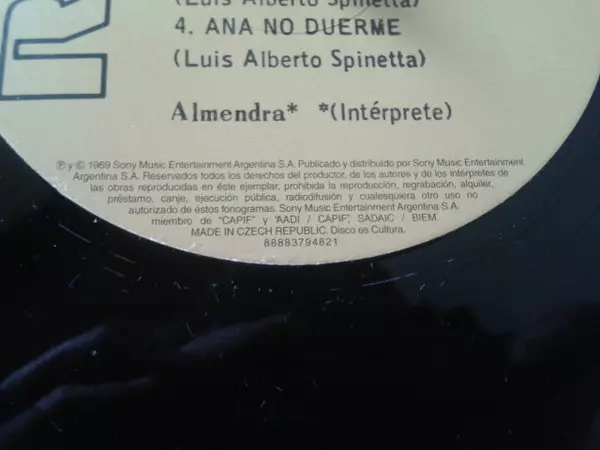 (Luis Alberto Spinetta)
4. ANA NO DUERME
(Luis Alberto Spinetta)
Almendra* *(Intérprete)
Ⓟ y © 1969 Sony Music Entertainment Argentina S.A. Publicado y distribuido por Sony Music Entertainment
Argentina S.A. Reservados todos los derechos del productor, de los autores y de los intérpretes de
las obras reproducidas en éste ejemplar, prohibida la reproducción, regrabación, alquiler,
préstamo, canje, ejecución pública, radiodifusión y cualesquiera otro uso no
autorizado de éstos fonogramas. Sony Music Entertainment Argentina S.A.
miembro de "CAPIF" y "AADI / CAPIF", SADAIC / BIEM.
MADE IN CZECH REPUBLIC. Disco es Cultura.
88883794821